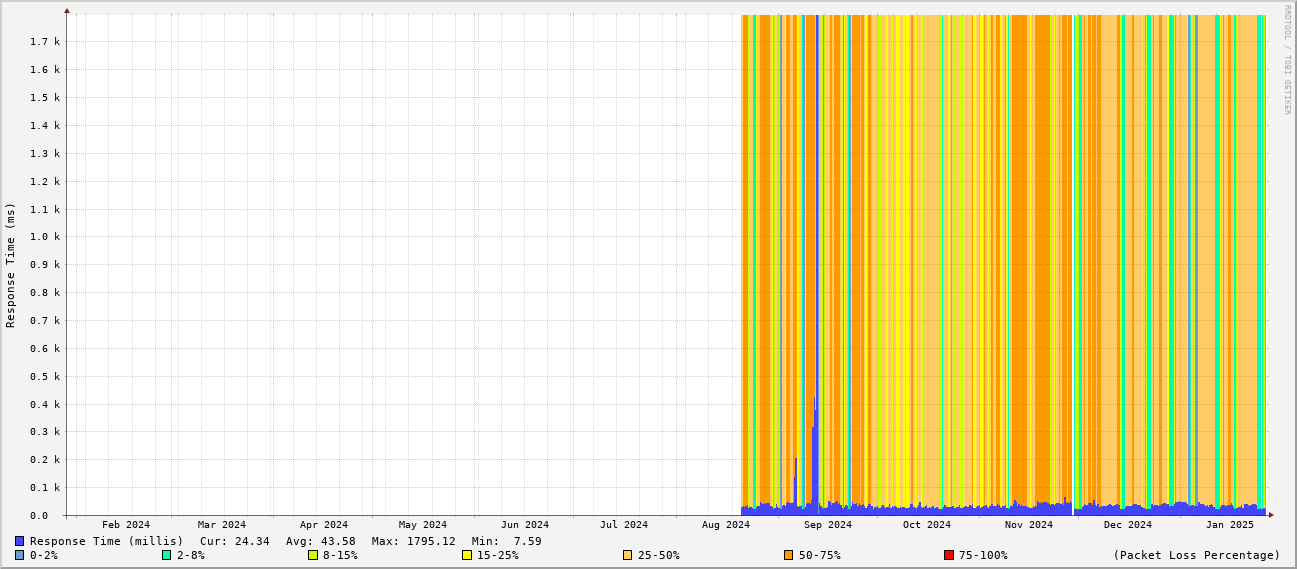 RRDTOOL / TOBI OETIKER
Response Time (ms)
1.7 k
1.6 k
1.5 k
1.4 k
1.3 k
1.2 k
1.1 k
1.0 k
0.9 k
0.8 k
0.7 k
0.6 k
0.5 k
0.4 k
0.3 k
0.2 k
0.1 k
0.0
Feb 2024 Mar 2024 Apr 2024 May 2024 Jun 2024 Jul 2024 Aug 2024 Sep 2024 Oct 2024 Nov 2024 Dec 2024 Jan 2025
Response Time (millis) Cur: 24.34 Avg: 43.58 Max: 1795.12 Min: 7.59
0-2% 2-8% 8-15% 15-25% 25-50% 50-75% 75-100% (Packet Loss Percentage)